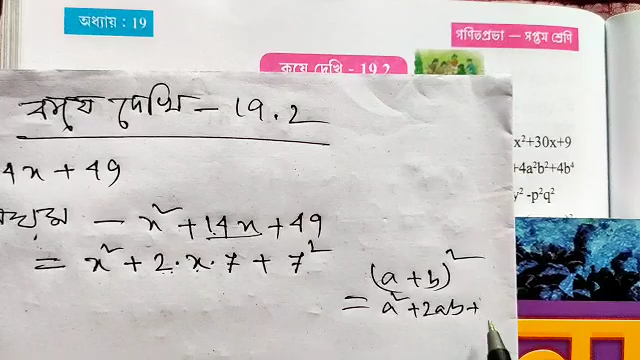 অধ্যায় : 19
গণিতপ্রভা — সপ্তম শ্রেণি
কষে দেখি - 19.2
কষে দেখি – 19.2
x²+30x+9
+4a²b²+4b⁴
y² -p²q²
4x + 49
– x² + 14x + 49
= x² + 2·x·7 + 7²
(a + b)²
= a² + 2ab +